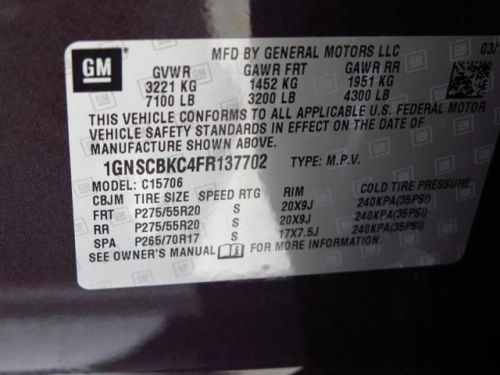 GM
MFD BY GENERAL MOTORS LLC 03/
GVWR GAWR FRT GAWR RR
3221 KG 1452 KG 1951 KG
7100 LB 3200 LB 4300 LB
THIS VEHICLE CONFORMS TO ALL APPLICABLE U.S. FEDERAL MOTOR
VEHICLE SAFETY STANDARDS IN EFFECT ON THE DATE OF
MANUFACTURE SHOWN ABOVE.
1GNSCBKC4FR137702 TYPE: M.P.V.
MODEL: C15706
CBJM TIRE SIZE SPEED RTG RIM COLD TIRE PRESSURE
FRT P275/55R20 S 20X9J 240KPA(35PSI)
RR P275/55R20 S 20X9J 240KPA(35PSI)
SPA P265/70R17 S 17X7.5J 240KPA(35PSI)
SEE OWNER'S MANUAL FOR MORE INFORMATION